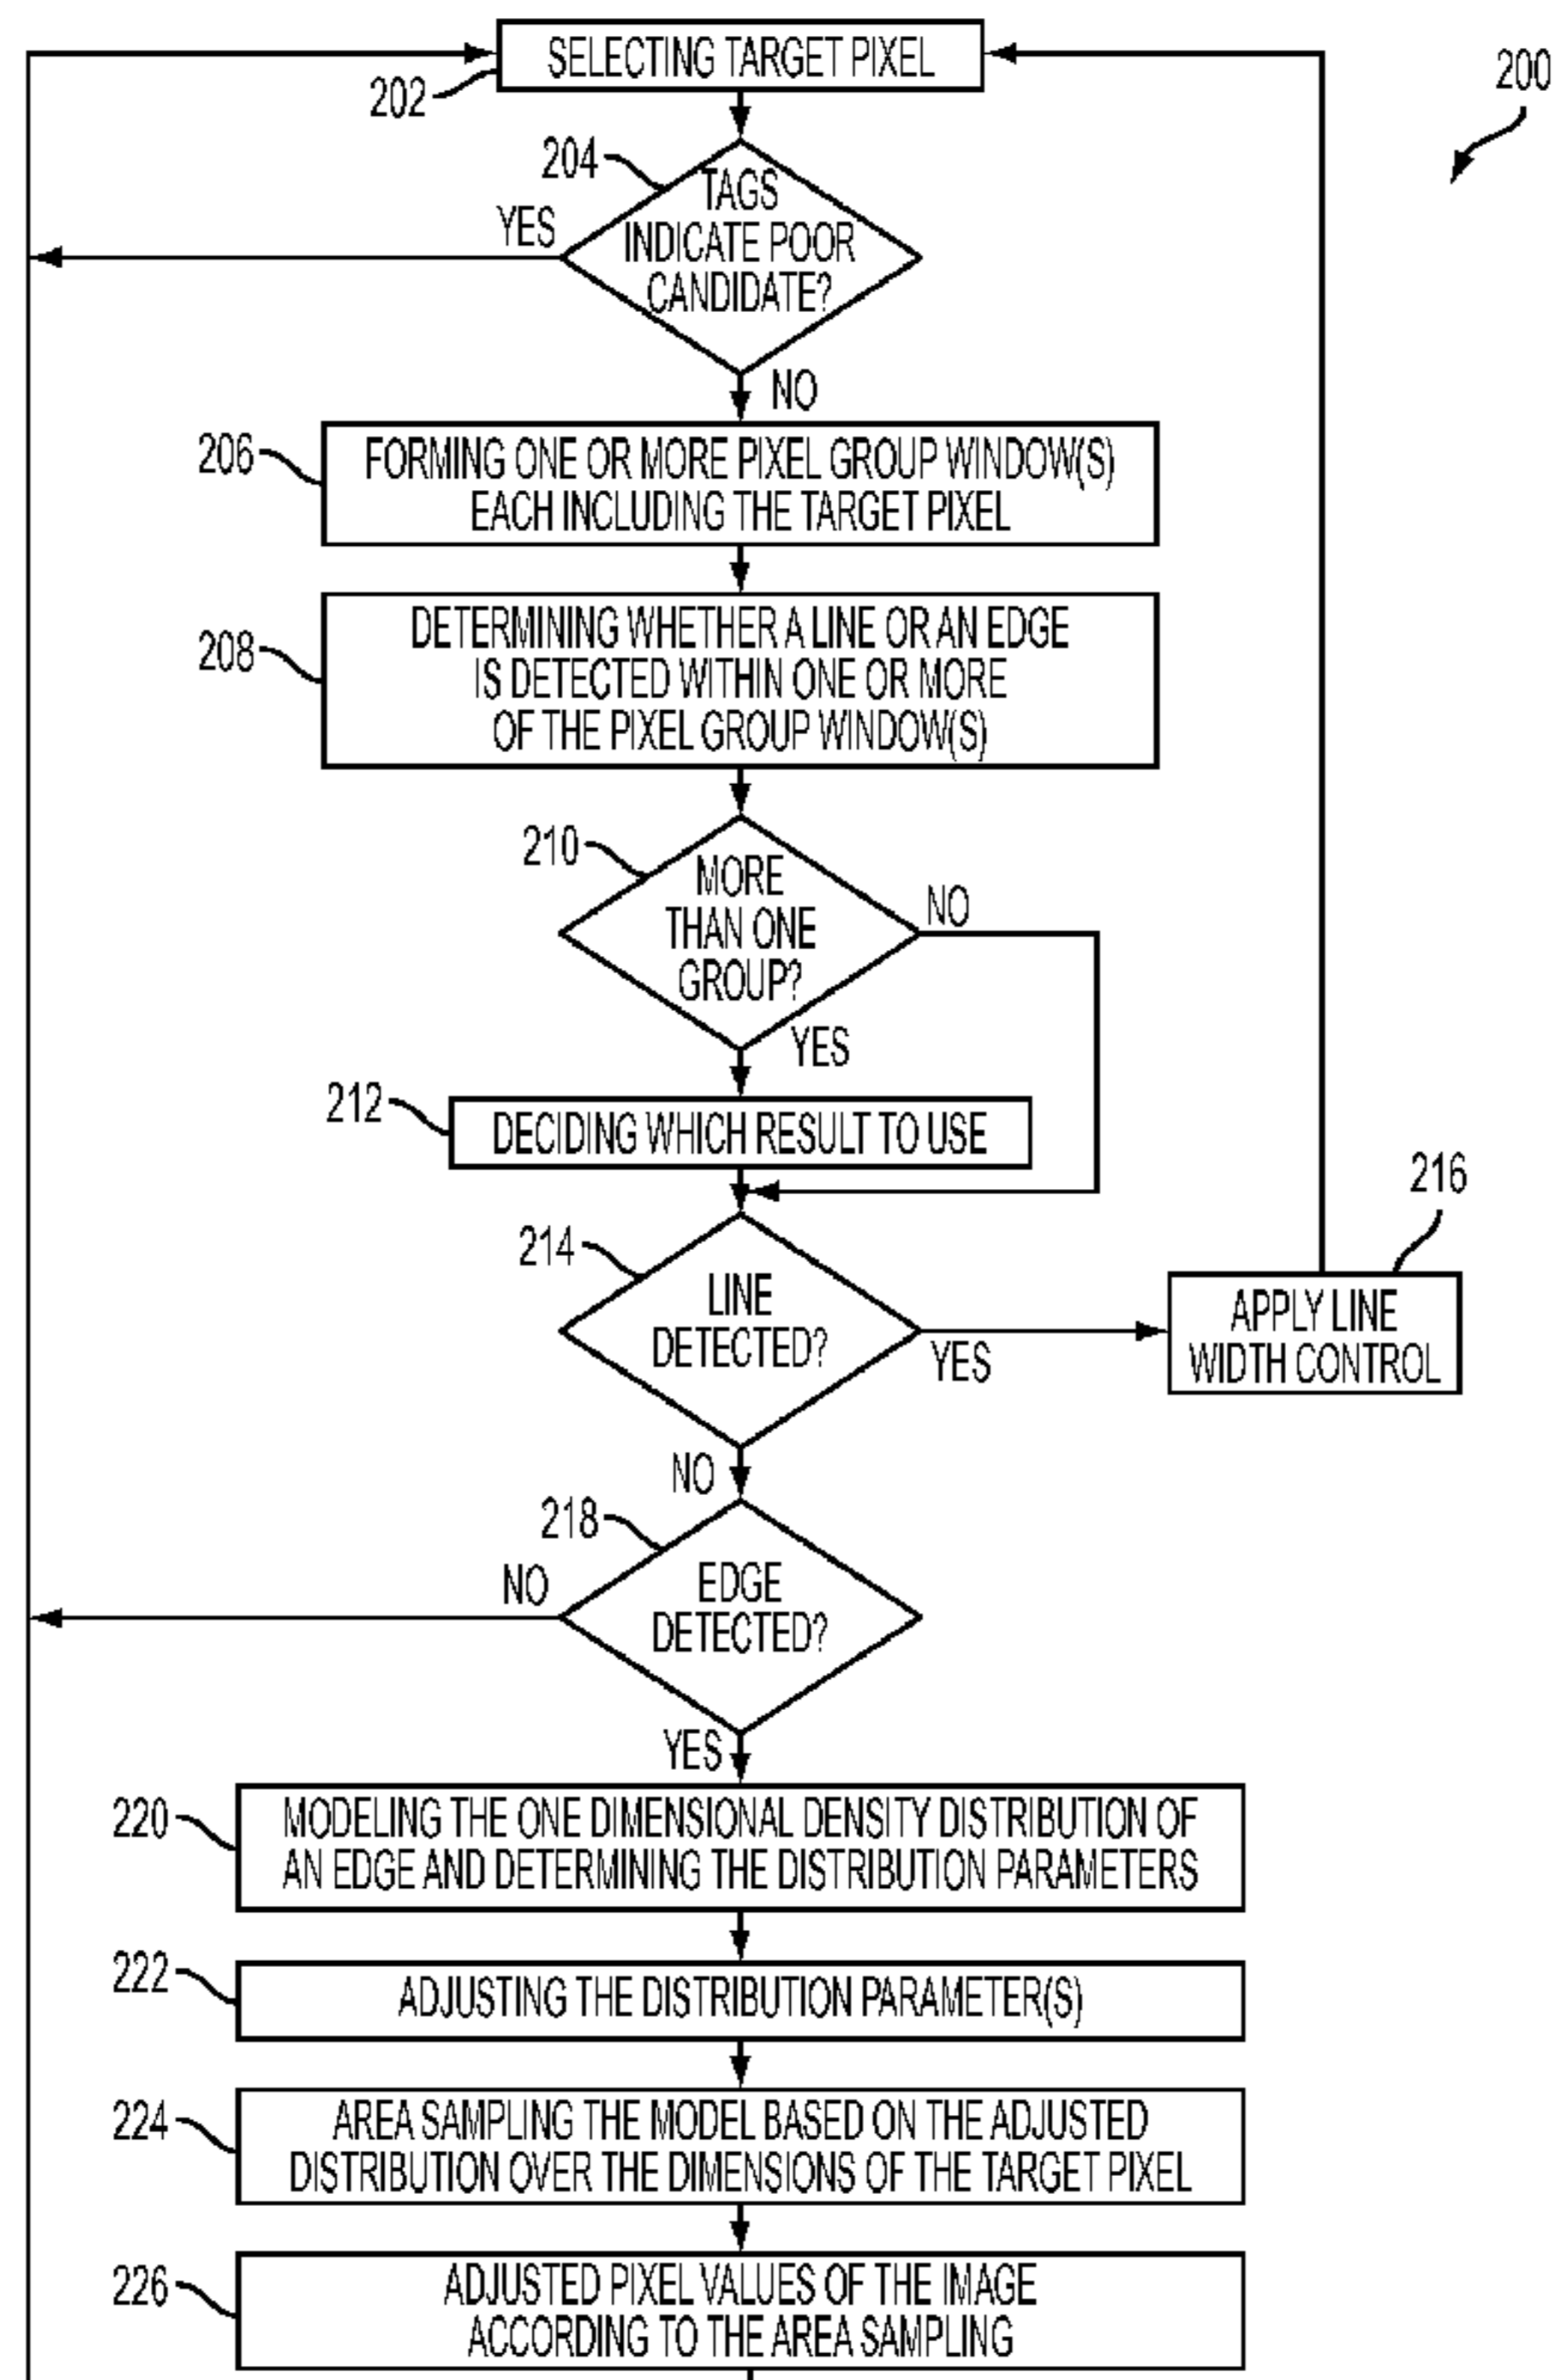 SELECTING TARGET PIXEL
200
202
204
TAGS
INDICATE POOR
CANDIDATE?
YES
NO
206
FORMING ONE OR MORE PIXEL GROUP WINDOW(S)
EACH INCLUDING THE TARGET PIXEL
208
DETERMINING WHETHER A LINE OR AN EDGE
IS DETECTED WITHIN ONE OR MORE
OF THE PIXEL GROUP WINDOW(S)
210
MORE
THAN ONE
GROUP?
NO
YES
212
DECIDING WHICH RESULT TO USE
214
LINE
DETECTED?
YES
216
APPLY LINE
WIDTH CONTROL
NO
218
EDGE
DETECTED?
NO
YES
220
MODELING THE ONE DIMENSIONAL DENSITY DISTRIBUTION OF
AN EDGE AND DETERMINING THE DISTRIBUTION PARAMETERS
222
ADJUSTING THE DISTRIBUTION PARAMETER(S)
224
AREA SAMPLING THE MODEL BASED ON THE ADJUSTED
DISTRIBUTION OVER THE DIMENSIONS OF THE TARGET PIXEL
226
ADJUSTED PIXEL VALUES OF THE IMAGE
ACCORDING TO THE AREA SAMPLING